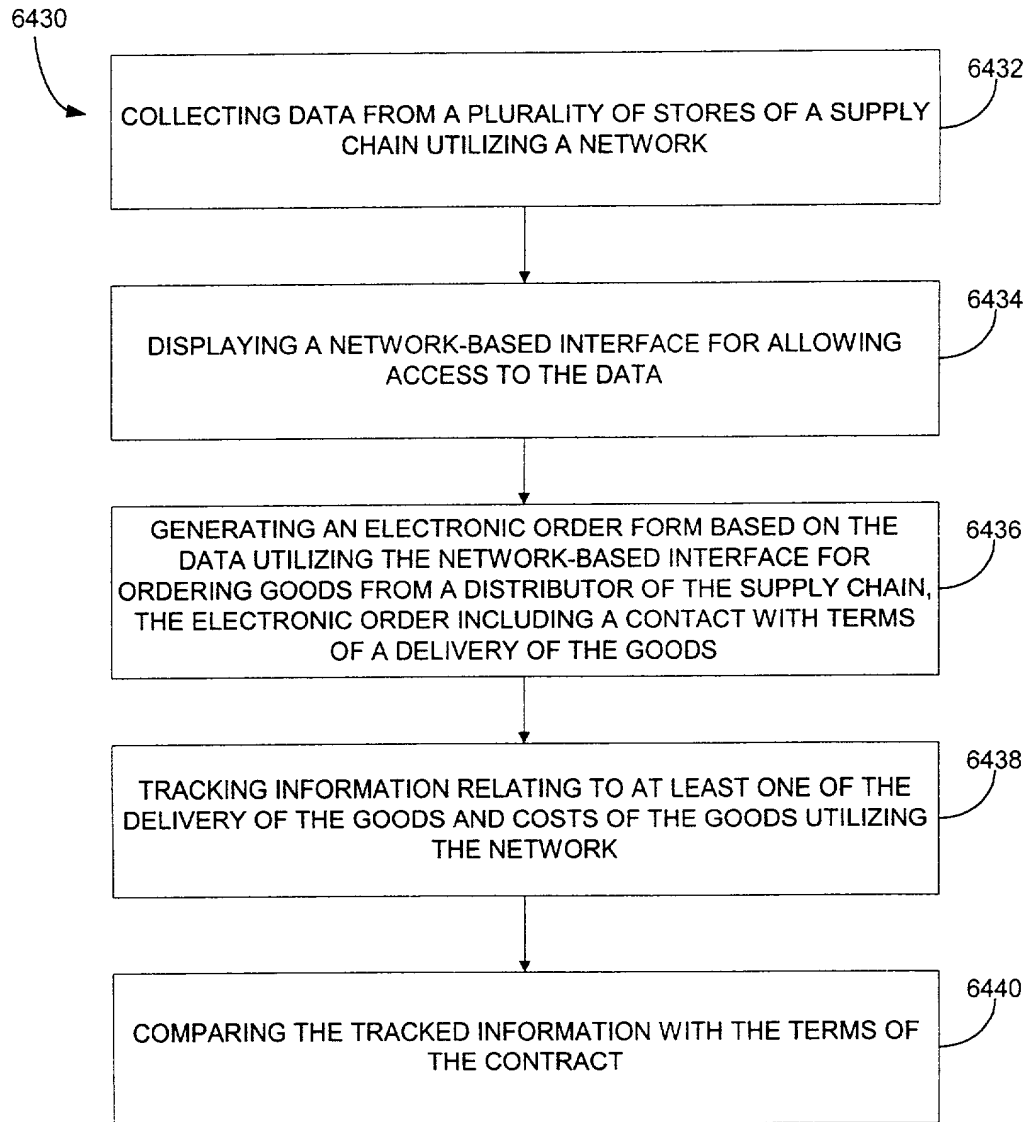 6430
6432
COLLECTING DATA FROM A PLURALITY OF STORES OF A SUPPLY
CHAIN UTILIZING A NETWORK
6434
DISPLAYING A NETWORK-BASED INTERFACE FOR ALLOWING
ACCESS TO THE DATA
6436
GENERATING AN ELECTRONIC ORDER FORM BASED ON THE
DATA UTILIZING THE NETWORK-BASED INTERFACE FOR
ORDERING GOODS FROM A DISTRIBUTOR OF THE SUPPLY CHAIN,
THE ELECTRONIC ORDER INCLUDING A CONTACT WITH TERMS
OF A DELIVERY OF THE GOODS
6438
TRACKING INFORMATION RELATING TO AT LEAST ONE OF THE
DELIVERY OF THE GOODS AND COSTS OF THE GOODS UTILIZING
THE NETWORK
6440
COMPARING THE TRACKED INFORMATION WITH THE TERMS OF
THE CONTRACT